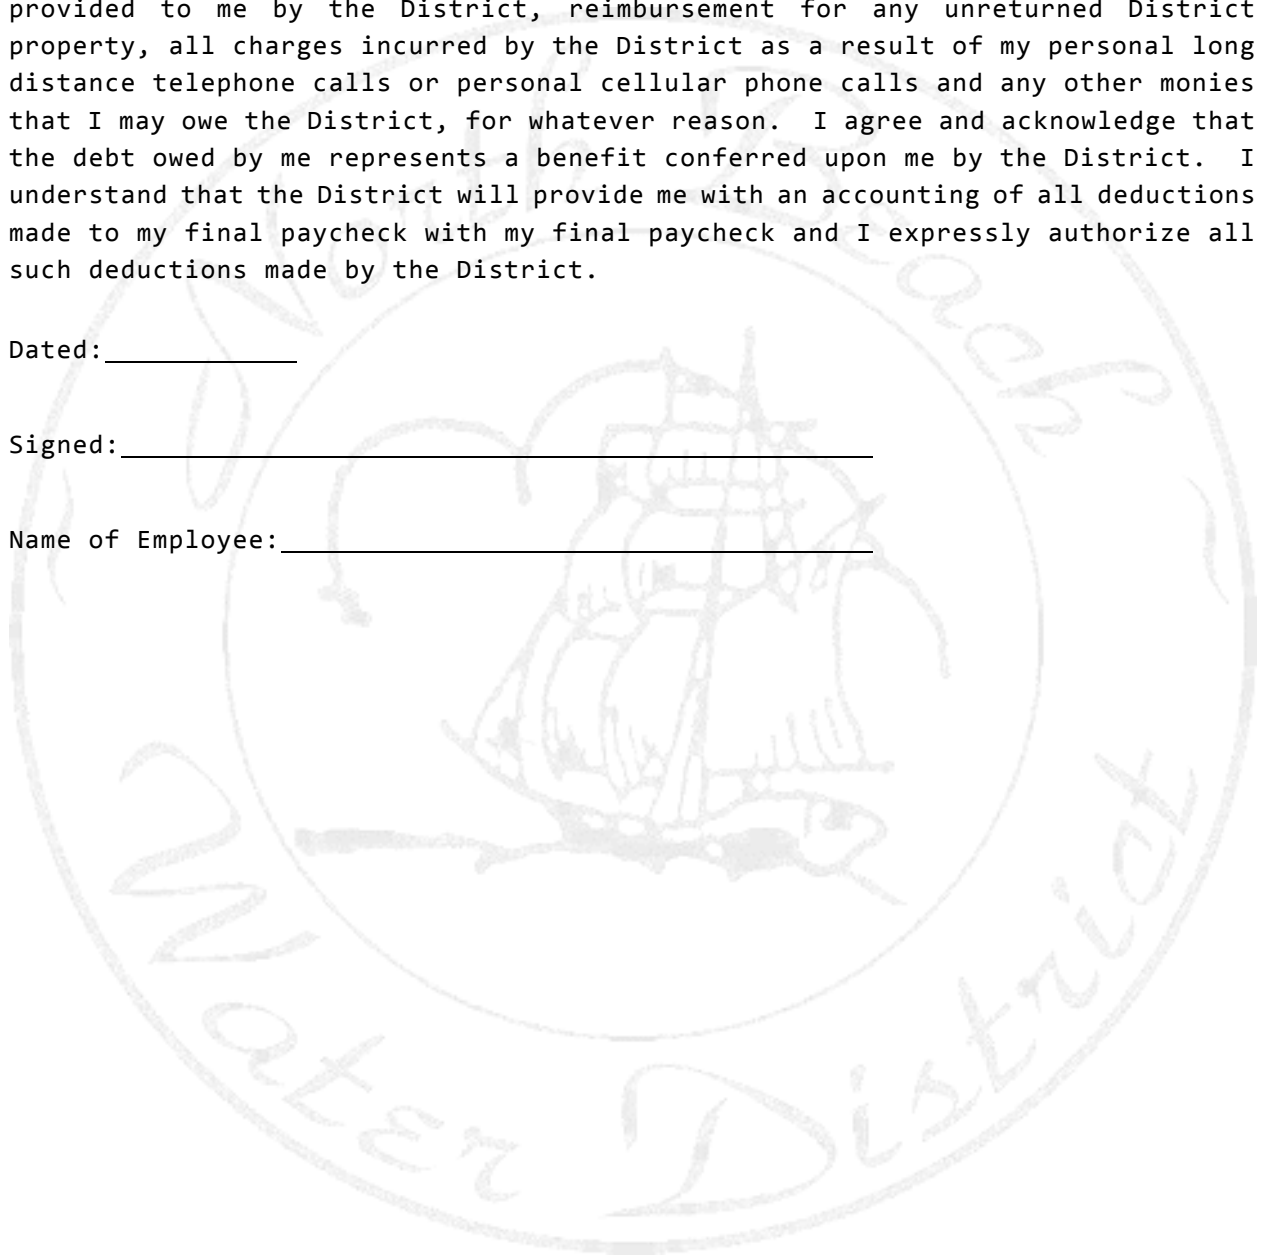 provided to me by the District, reimbursement for any unreturned District
property, all charges incurred by the District as a result of my personal long
distance telephone calls or personal cellular phone calls and any other monies
that I may owe the District, for whatever reason.  I agree and acknowledge that
the debt owed by me represents a benefit conferred upon me by the District.  I
understand that the District will provide me with an accounting of all deductions
made to my final paycheck with my final paycheck and I expressly authorize all
such deductions made by the District.
Dated:
Signed:
Name of Employee:
North Beach
Water District